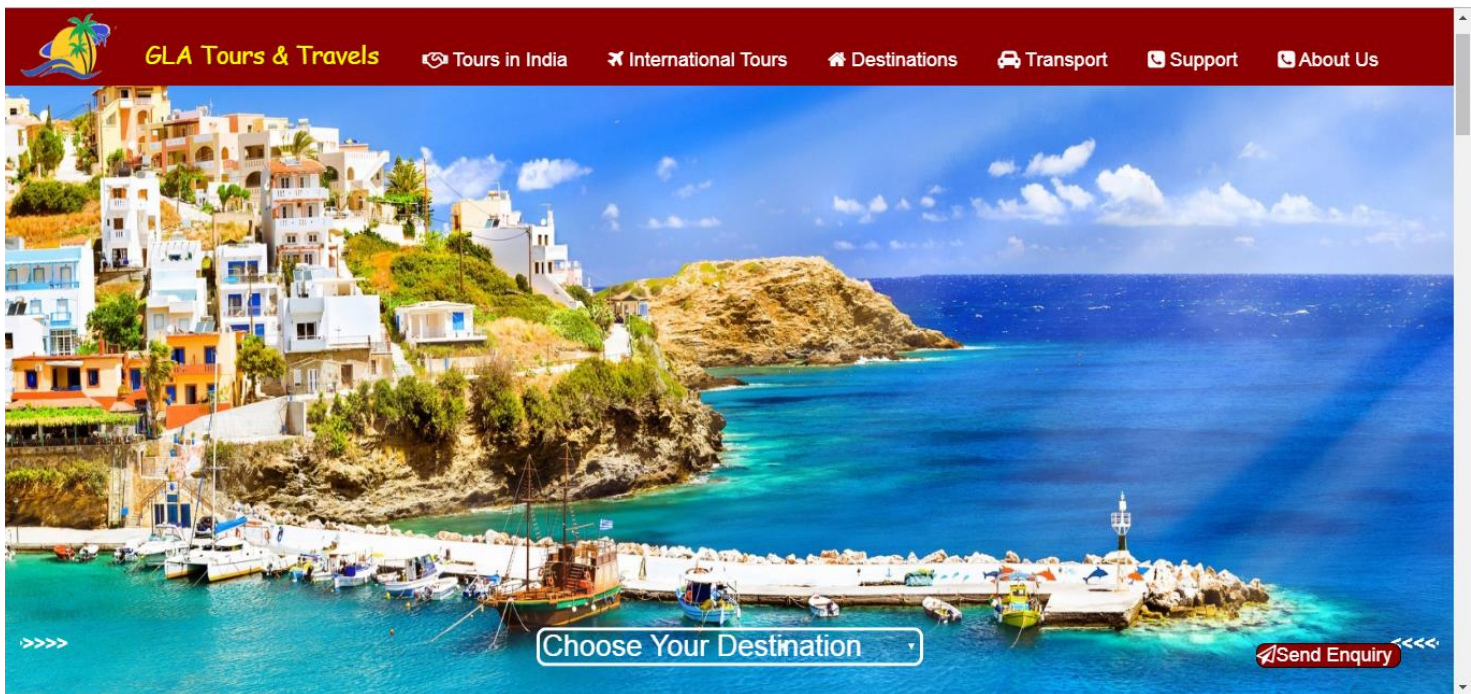 GLA Tours & Travels
Tours in India
International Tours
Destinations
Transport
Support
About Us
>>>>
Choose Your Destination
Send Enquiry
<<<<